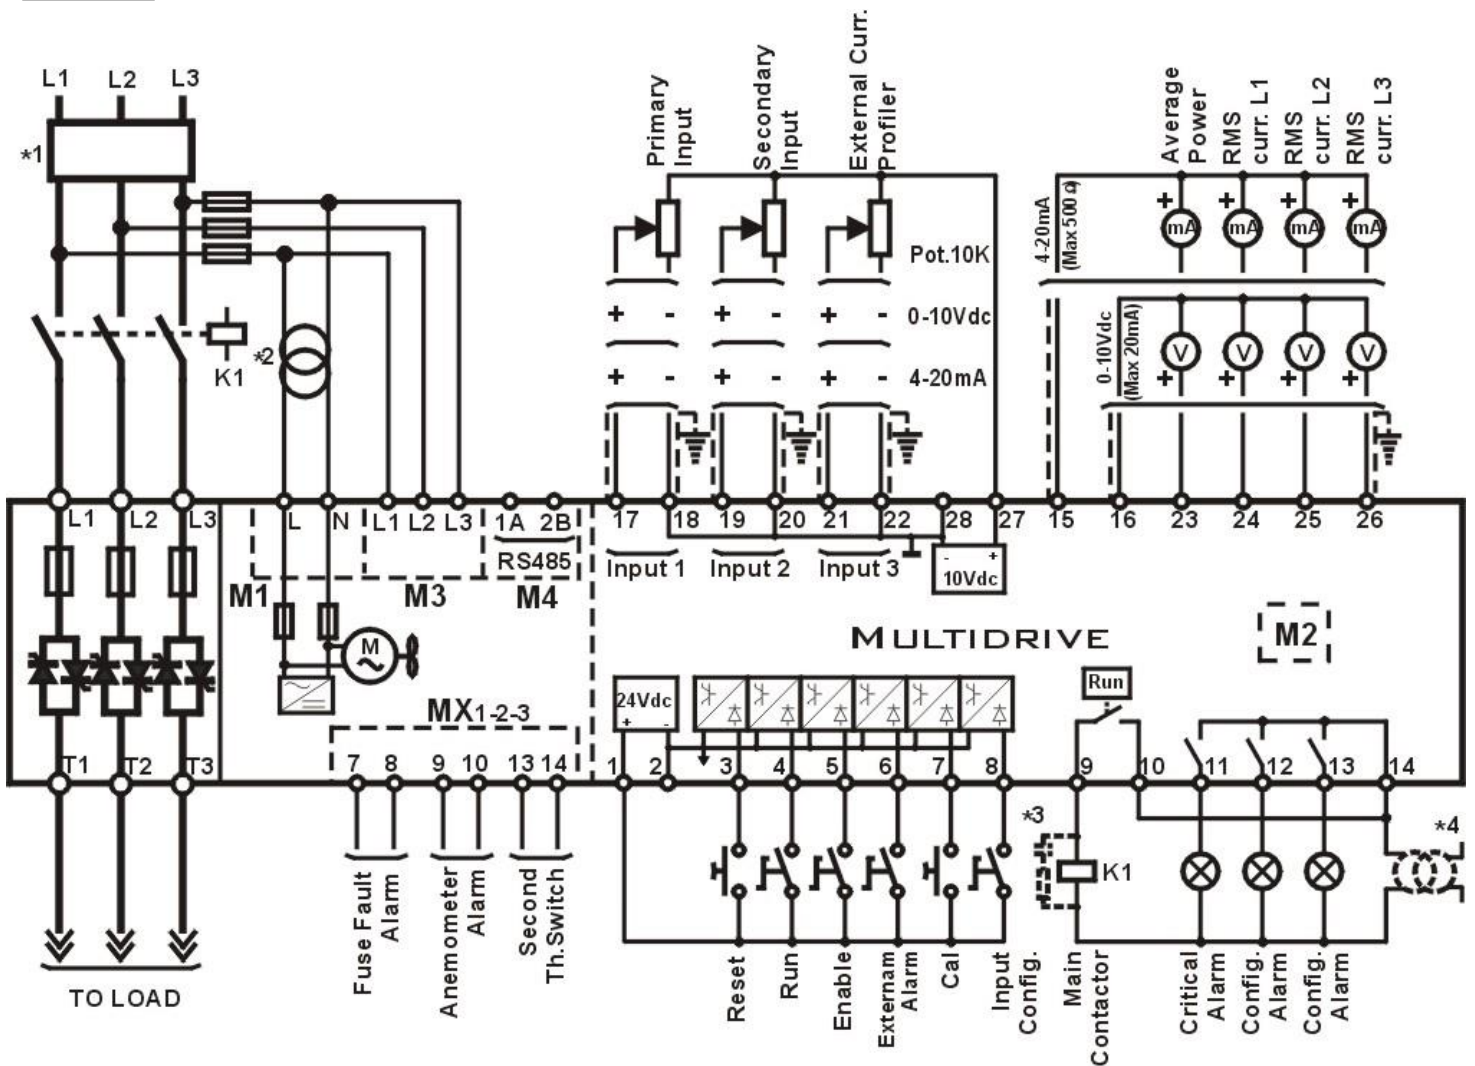 L1 L2 L3
*1
K1
*2
Primary
Input
Secondary
Input
External Curr.
Profiler
Pot.10K
+ - + - + - 0-10Vdc
+ - + - + - 4-20mA
4-20mA
(Max 500 Ω)
Average
Power
RMS
curr. L1
RMS
curr. L2
RMS
curr. L3
+ + + +
mA mA mA mA
0-10Vdc
(Max 20mA)
V V V V
+ + + +
L1 L2 L3 L N L1 L2 L3 1A 2B 17 18 19 20 21 22 28 27 15 16 23 24 25 26
RS485
Input 1 Input 2 Input 3
- +
10Vdc
M1 M3 M4
M
MULTIDRIVE
M2
24Vdc
+ -
Run
MX1-2-3
T1 T2 T3 7 8 9 10 13 14 1 2 3 4 5 6 7 8 9 10 11 12 13 14
*3
K1
*4
Fuse Fault
Alarm
Anemometer
Alarm
Second
Th.Switch
TO LOAD
Reset
Run
Enable
Externam
Alarm
Cal
Input
Config.
Main
Contactor
Critical
Alarm
Config.
Alarm
Config.
Alarm